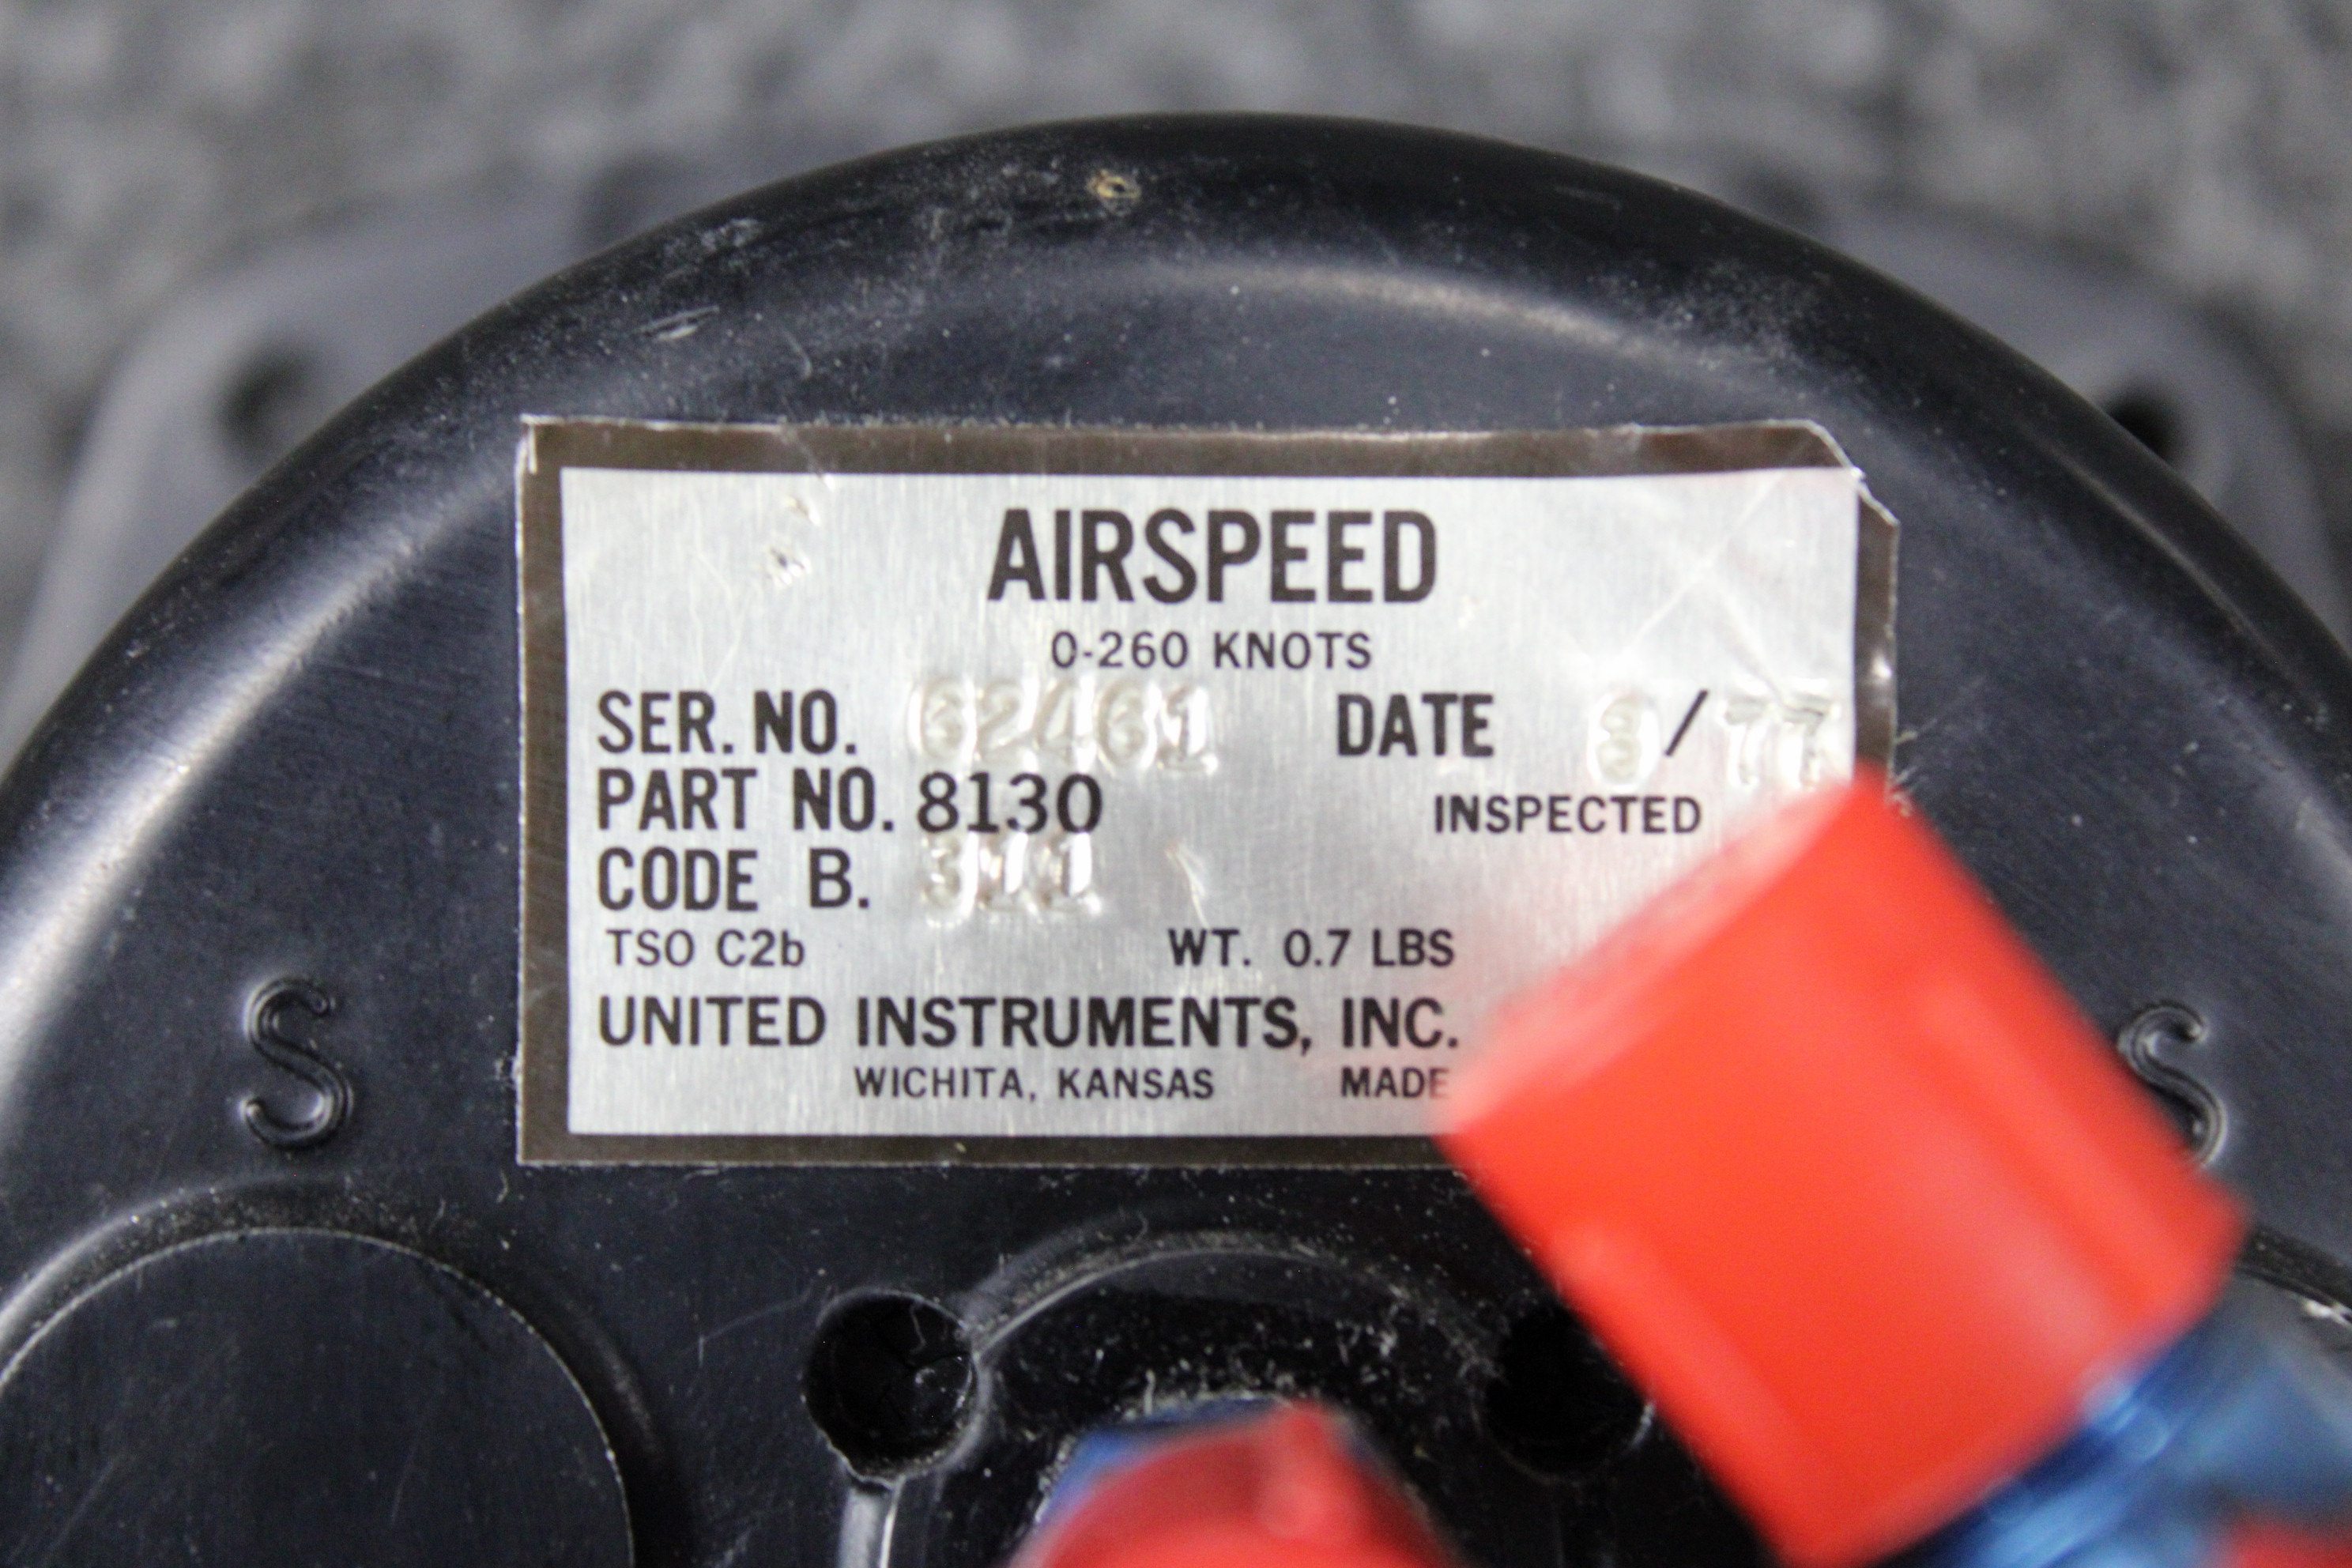 AIRSPEED
0-260 KNOTS
SER. NO. 62461 DATE /77
PART NO. 8130 INSPECTED
CODE B. 311
TSO C2b WT. 0.7 LBS
UNITED INSTRUMENTS, INC.
WICHITA, KANSAS MADE
S S